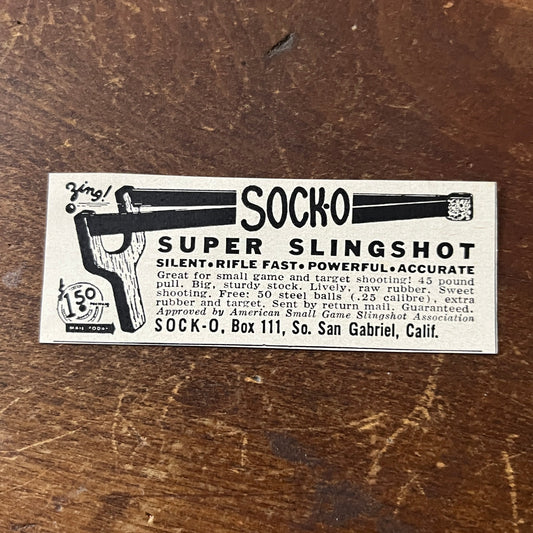 Zing!
SOCK-O
SUPER SLINGSHOT
SILENT•RIFLE FAST•POWERFUL•ACCURATE
Great for small game and target shooting! 45 pound
pull. Big, sturdy stock. Lively, raw rubber. Sweet
shooting. Free: 50 steel balls (.25 calibre), extra
rubber and target. Sent by return mail. Guaranteed.
Approved by American Small Game Slingshot Association
SOCK-O, Box 111, So. San Gabriel, Calif.
$1.50